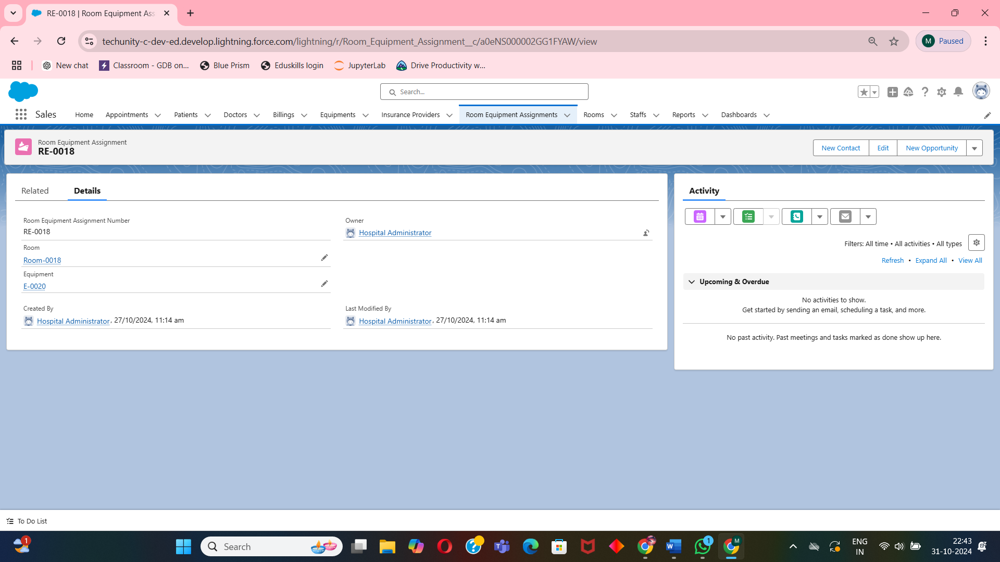 RE-0018 | Room Equipment Ass
techunity-c-dev-ed.develop.lightning.force.com/lightning/r/Room_Equipment_Assignment__c/a0eNS000002GG1FYAW/view
M Paused
New chat Classroom - GDB on... Blue Prism Eduskills login JupyterLab Drive Productivity w...
Search...
Sales Home Appointments Patients Doctors Billings Equipments Insurance Providers Room Equipment Assignments Rooms Staffs Reports Dashboards
Room Equipment Assignment
RE-0018
New Contact Edit New Opportunity
Related Details
Room Equipment Assignment Number
RE-0018
Owner
Hospital Administrator
Room
Room-0018
Equipment
E-0020
Created By
Hospital Administrator, 27/10/2024, 11:14 am
Last Modified By
Hospital Administrator, 27/10/2024, 11:14 am
Activity
Filters: All time • All activities • All types
Refresh • Expand All • View All
Upcoming & Overdue
No activities to show.
Get started by sending an email, scheduling a task, and more.
No past activity. Past meetings and tasks marked as done show up here.
To Do List
1
Search
1
M
ENG
IN
22:43
31-10-2024